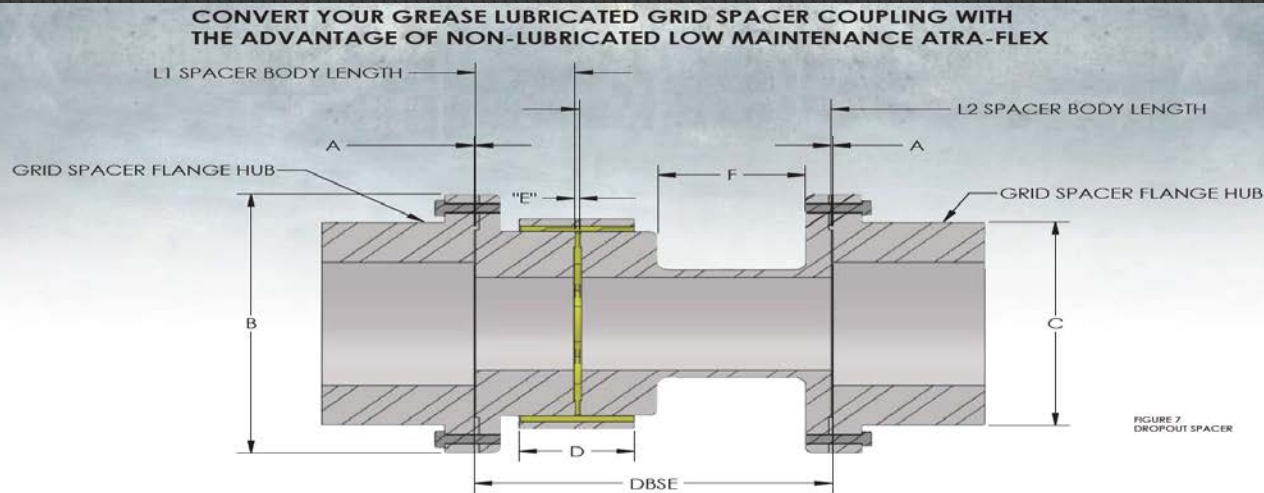 CONVERT YOUR GREASE LUBRICATED GRID SPACER COUPLING WITH
THE ADVANTAGE OF NON-LUBRICATED LOW MAINTENANCE ATRA-FLEX
L1 SPACER BODY LENGTH
L2 SPACER BODY LENGTH
A
A
GRID SPACER FLANGE HUB
F
"E"
GRID SPACER FLANGE HUB
B
C
D
DBSE
FIGURE 7
DROPOUT SPACER